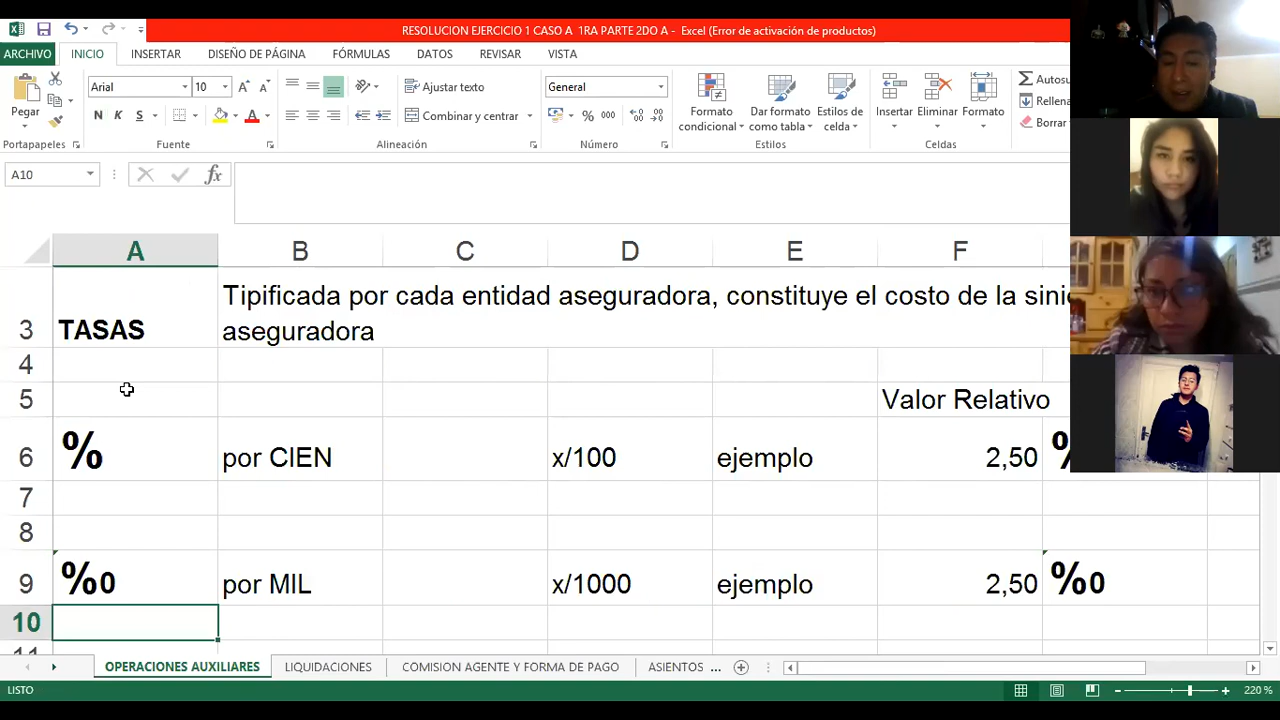 RESOLUCION EJERCICIO 1 CASO A 1RA PARTE 2DO A - Excel (Error de activación de productos)
ARCHIVO INICIO INSERTAR DISEÑO DE PÁGINA FÓRMULAS DATOS REVISAR VISTA
Pegar
Arial 10
General
Ajustar texto
Combinar y centrar
N K S
% 000
Formato condicional
Dar formato como tabla
Estilos de celda
Insertar Eliminar Formato
Autosu
Rellena
Borrar
Portapapeles Fuente Alineación Número Estilos Celdas
A10
fx
A B C D E F
3 TASAS Tipificada por cada entidad aseguradora, constituye el costo de la sini
aseguradora
4
5 Valor Relativo
6 % por CIEN x/100 ejemplo 2,50 %
7
8
9 %0 por MIL x/1000 ejemplo 2,50 %0
10
11
OPERACIONES AUXILIARES LIQUIDACIONES COMISION AGENTE Y FORMA DE PAGO ASIENTOS ...
LISTO 220 %